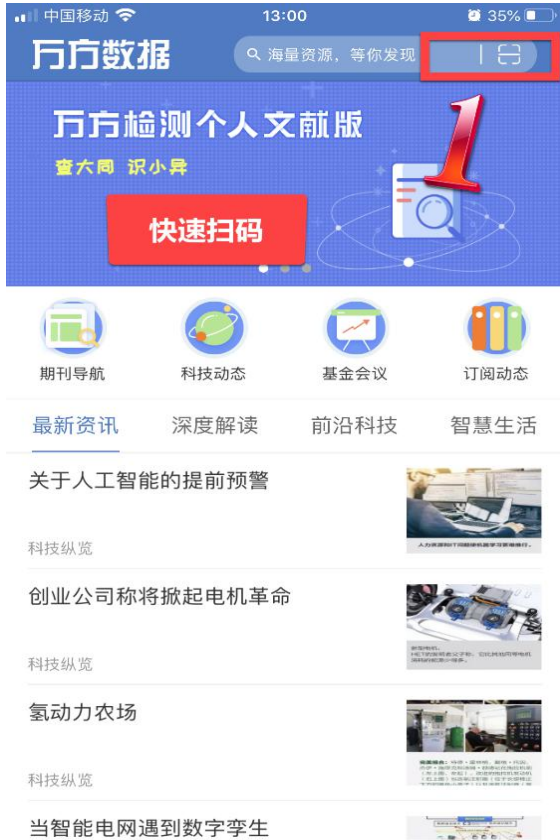 中国移动 13:00 35%
万方数据 海量资源，等你发现
1
万方检测个人文献版
查大同 识小异
快速扫码
期刊导航 科技动态 基金会议 订阅动态
最新资讯 深度解读 前沿科技 智慧生活
关于人工智能的提前预警
科技纵览
创业公司称将掀起电机革命
新型电机。
科技纵览
氢动力农场
科技纵览
当智能电网遇到数字孪生